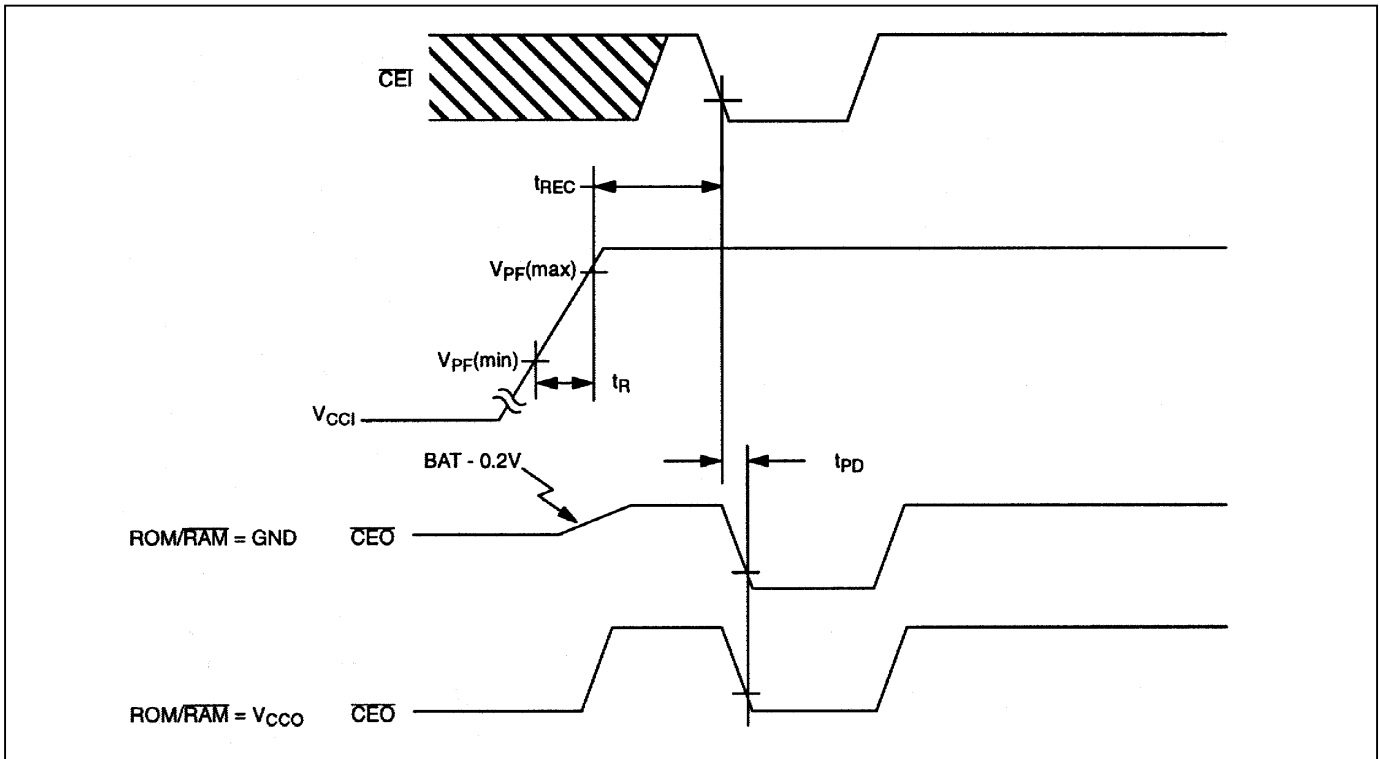 CEI
tREC
VPF(max)
VPF(min)
tR
VCCI
BAT - 0.2V
tPD
ROM/RAM = GND CEO
ROM/RAM = VCCO CEO